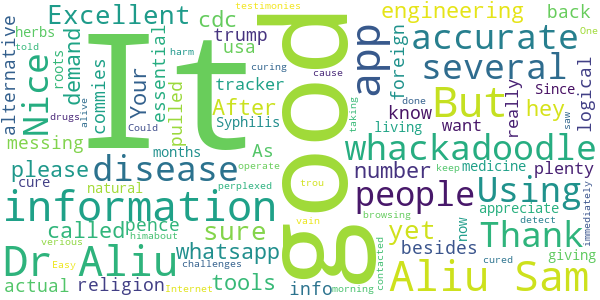 testimonies
Excellent
cdc
engineering
herbs
told
trump
back
Nice
demand
roots
drugs
alternative
alive
commies
Your
essential
pulled
harm
usa
curing
tracker
After
Could
Syphilis
cause
It
good
done
taking
app
foreign
accurate
several
But
hey
logical
Since
One
saw
know
want
really
living
messing
months
As
please
disease
operate
perplexed
whackadoodle
plenty
natural
cure
trou
keep
number
medicine
information
people
Using
immediately
vain
browsing
appreciate
detect
called
pence
sure
yet
besides
now
Thank
giving
himabout
verious
Dr Aliu
whatsapp
challenges
contacted
cured
actual
religion
Easy
Internet
tools
info
morning
Aliu Sam